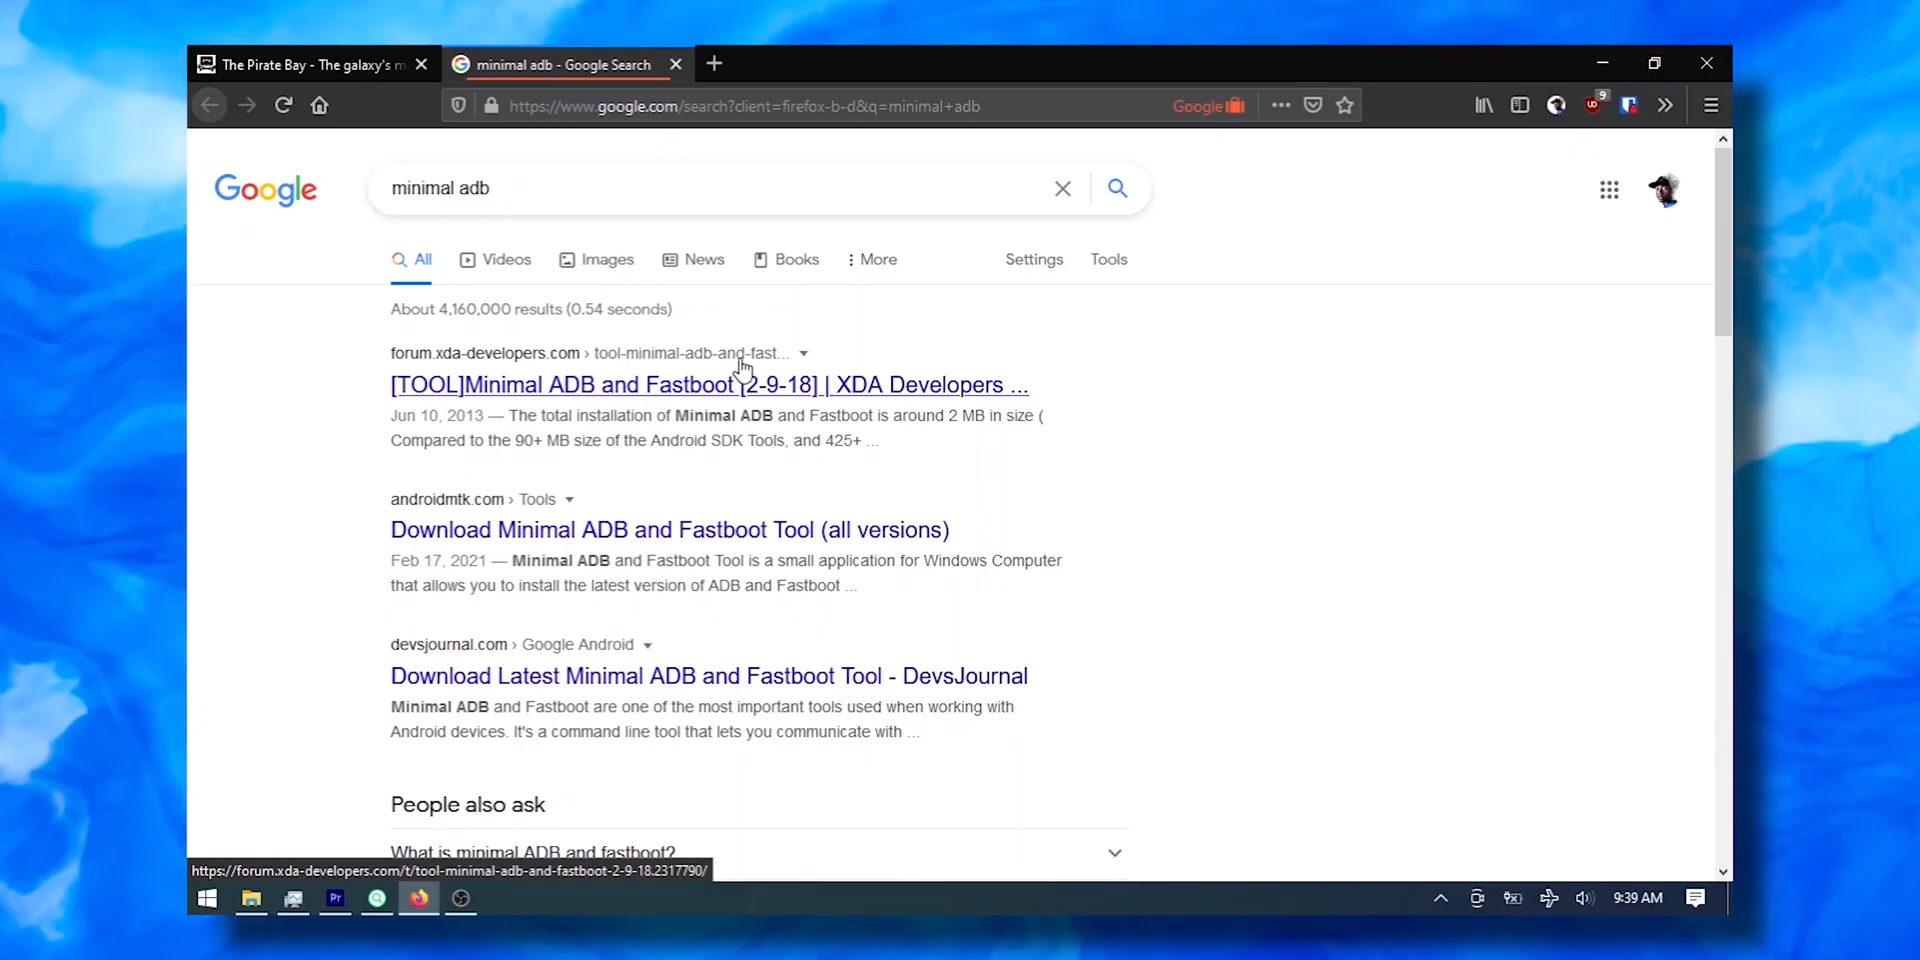 The Pirate Bay - The galaxy's m
minimal adb - Google Search
https://www.google.com/search?client=firefox-b-d&q=minimal+adb
Google
9
Google
minimal adb
All
Videos
Images
News
Books
More
Settings
Tools
About 4,160,000 results (0.54 seconds)
forum.xda-developers.com › tool-minimal-adb-and-fast...
[TOOL]Minimal ADB and Fastboot [2-9-18] | XDA Developers ...
Jun 10, 2013 — The total installation of Minimal ADB and Fastboot is around 2 MB in size (
Compared to the 90+ MB size of the Android SDK Tools, and 425+ ...
androidmtk.com › Tools
Download Minimal ADB and Fastboot Tool (all versions)
Feb 17, 2021 — Minimal ADB and Fastboot Tool is a small application for Windows Computer
that allows you to install the latest version of ADB and Fastboot ...
devsjournal.com › Google Android
Download Latest Minimal ADB and Fastboot Tool - DevsJournal
Minimal ADB and Fastboot are one of the most important tools used when working with
Android devices. It's a command line tool that lets you communicate with ...
People also ask
What is minimal ADB and fastboot?
https://forum.xda-developers.com/t/tool-minimal-adb-and-fastboot-2-9-18.2317790/
Pr
9:39 AM